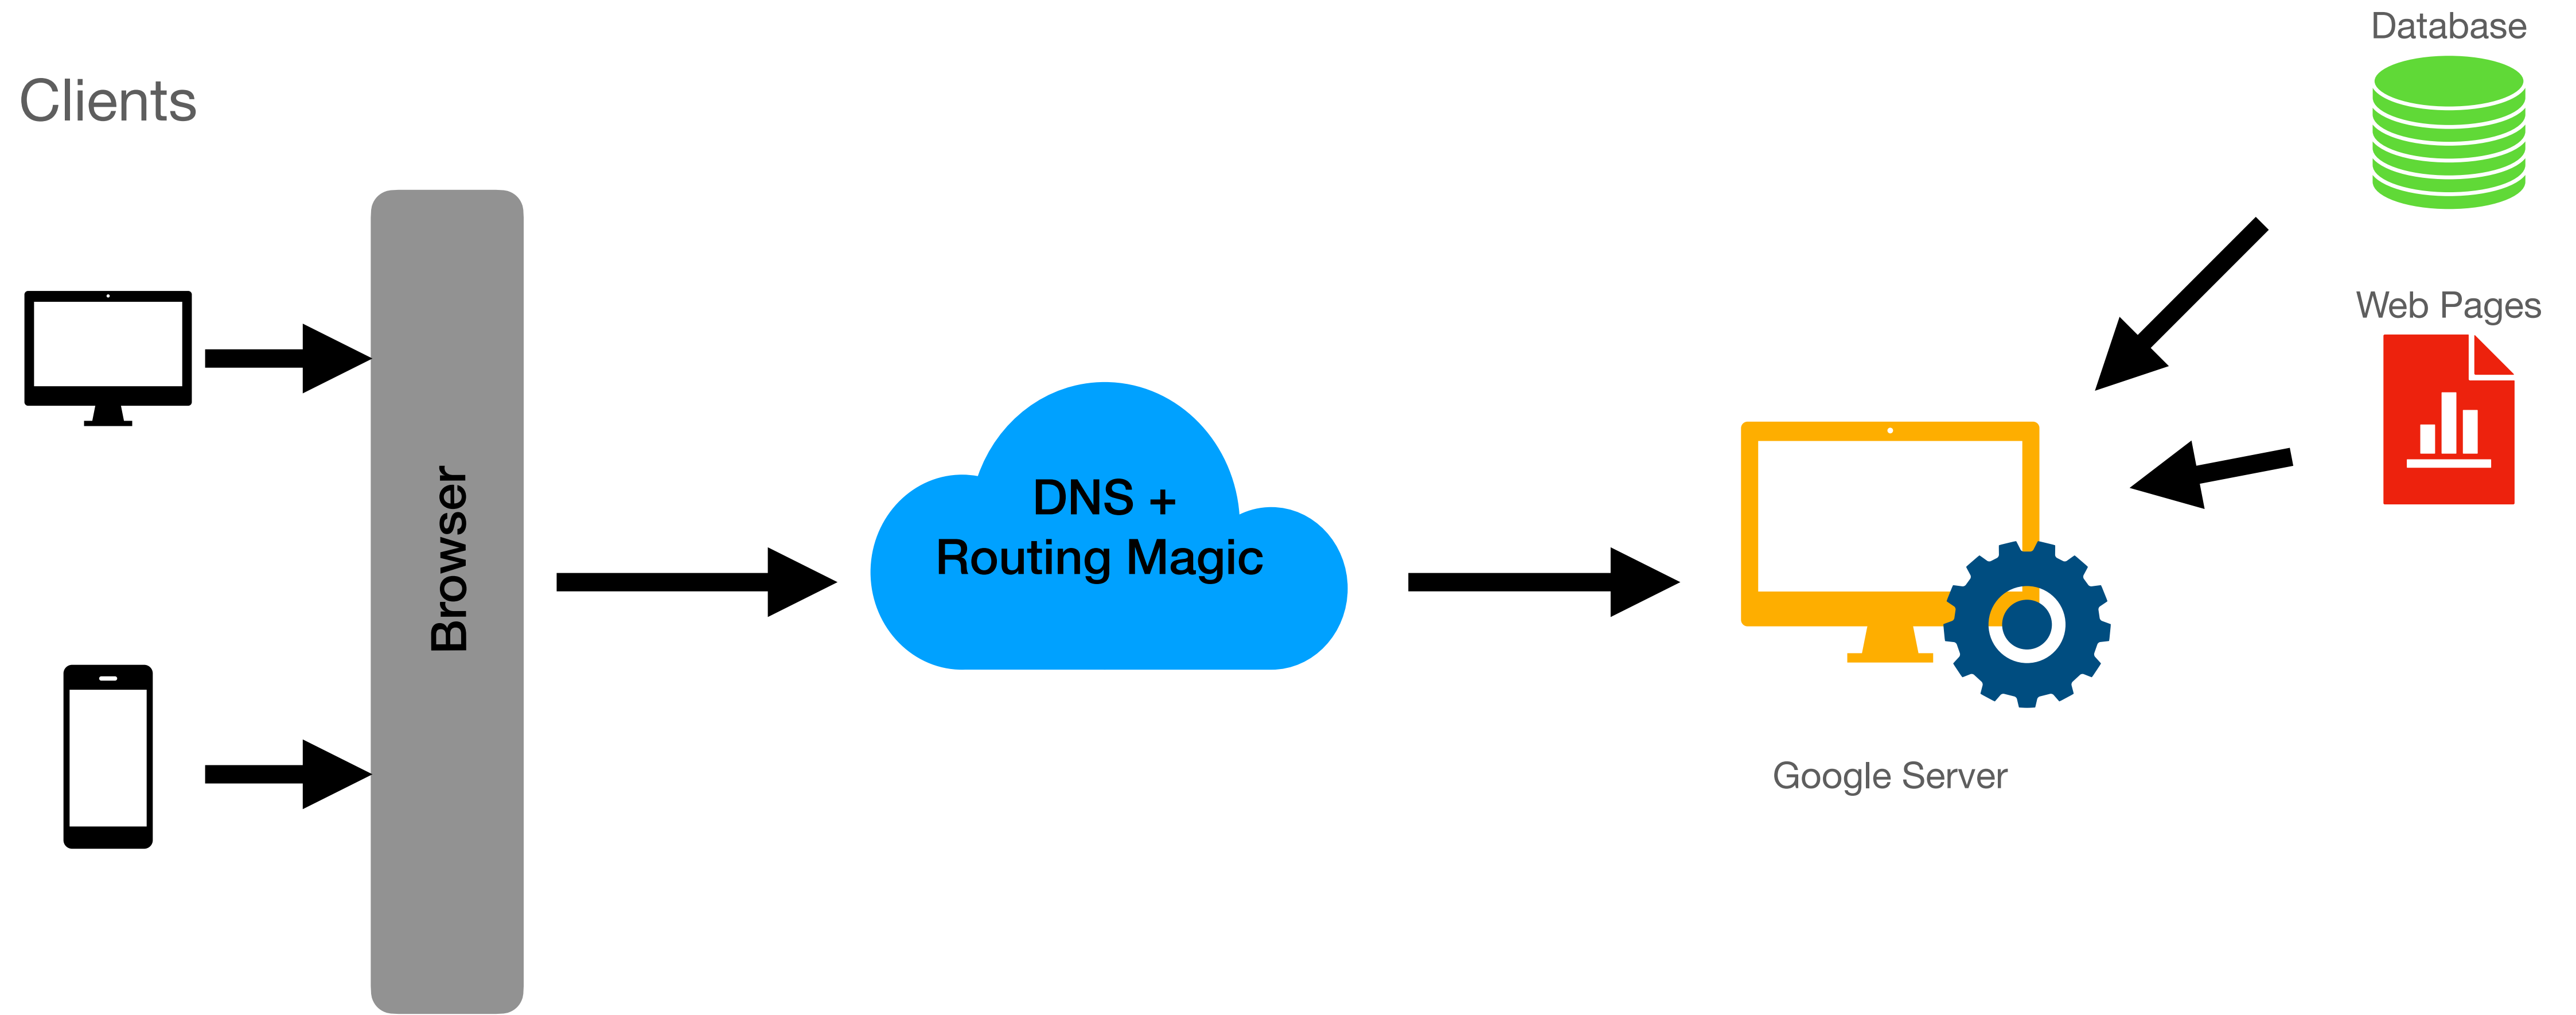 Clients
Browser
DNS +
Routing Magic
Google Server
Database
Web Pages